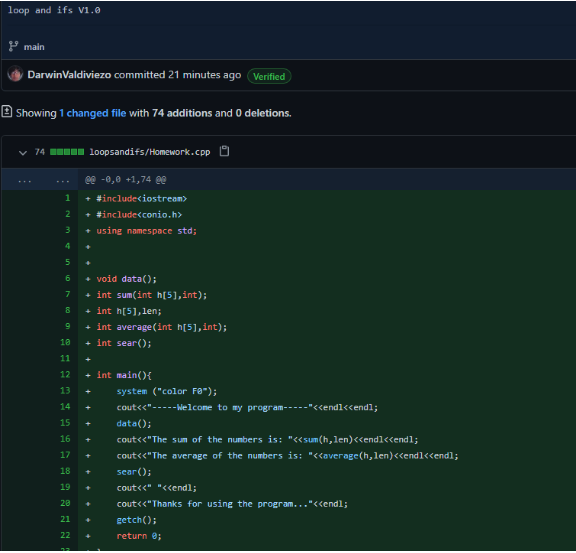 loop and ifs V1.0
main
DarwinValdiviezo committed 21 minutes ago Verified
Showing 1 changed file with 74 additions and 0 deletions.
74 loopsandifs/Homework.cpp
... ... @@ -0,0 +1,74 @@
1 + #include<iostream>
2 + #include<conio.h>
3 + using namespace std;
4 +
5 +
6 + void data();
7 + int sum(int h[5],int);
8 + int h[5],len;
9 + int average(int h[5],int);
10 + int sear();
11 +
12 + int main(){
13 + system ("color F0");
14 + cout<<"-----Welcome to my program-----"<<endl<<endl;
15 + data();
16 + cout<<"The sum of the numbers is: "<<sum(h,len)<<endl<<endl;
17 + cout<<"The average of the numbers is: "<<average(h,len)<<endl<<endl;
18 + sear();
19 + cout<<" "<<endl;
20 + cout<<"Thanks for using the program..."<<endl;
21 + getch();
22 + return 0;